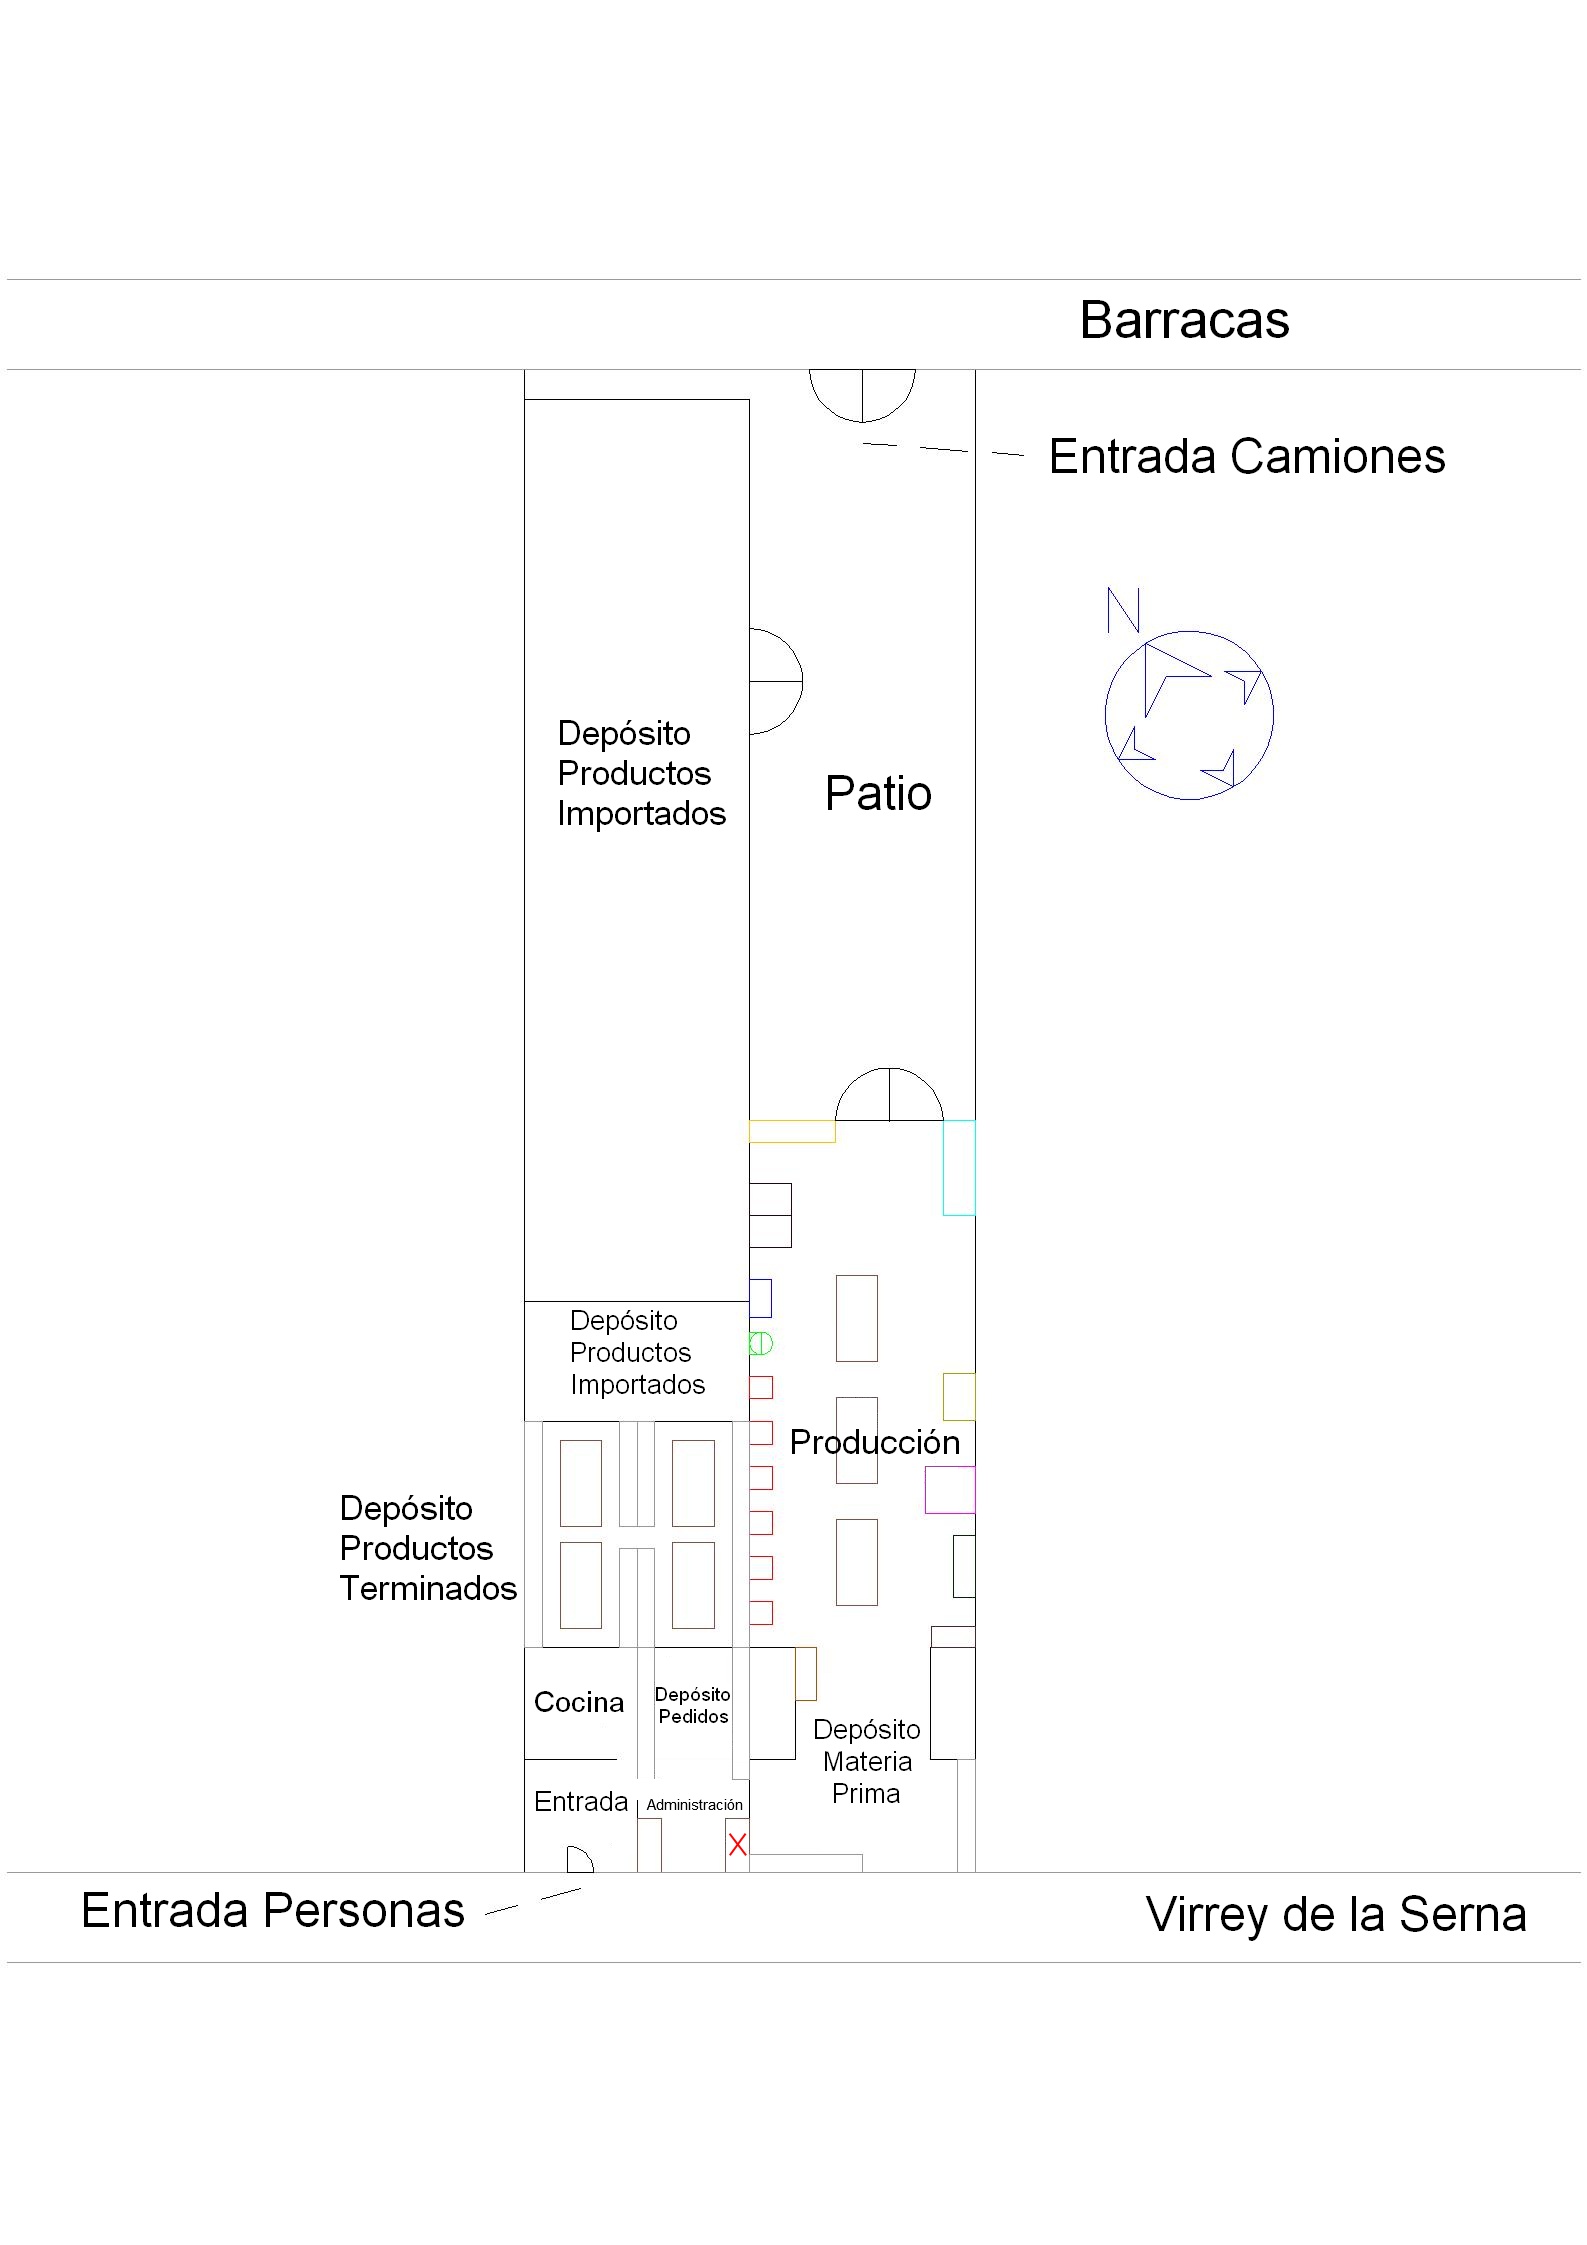 Barracas
Entrada Camiones
N
Depósito
Productos
Importados
Patio
Depósito
Productos
Importados
Producción
Depósito
Productos
Terminados
Cocina
Depósito
Pedidos
Depósito
Materia
Prima
Entrada
Administración
X
Entrada Personas
Virrey de la Serna